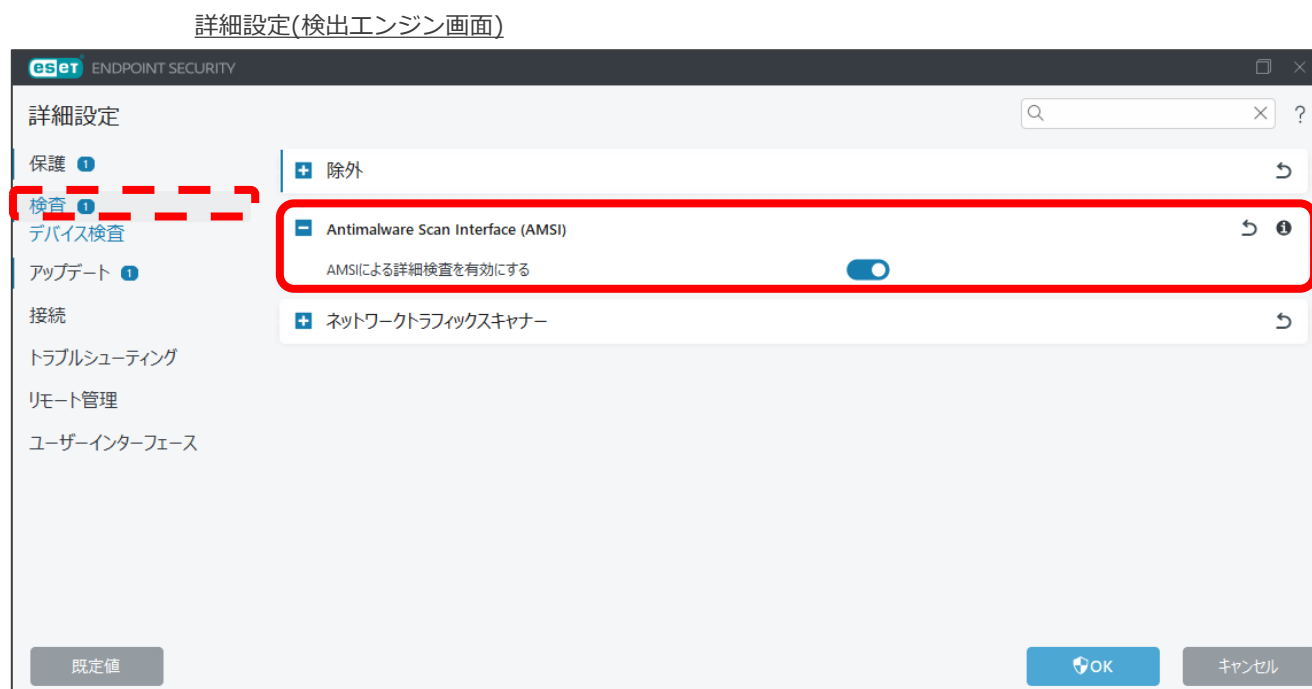 詳細設定(検出エンジン画面)
eset ENDPOINT SECURITY
詳細設定
?
保護 1
検査 1
デバイス検査
アップデート 1
接続
トラブルシューティング
リモート管理
ユーザーインターフェース
除外
Antimalware Scan Interface (AMSI)
AMSIによる詳細検査を有効にする
ネットワークトラフィックスキャナー
既定値
OK
キャンセル